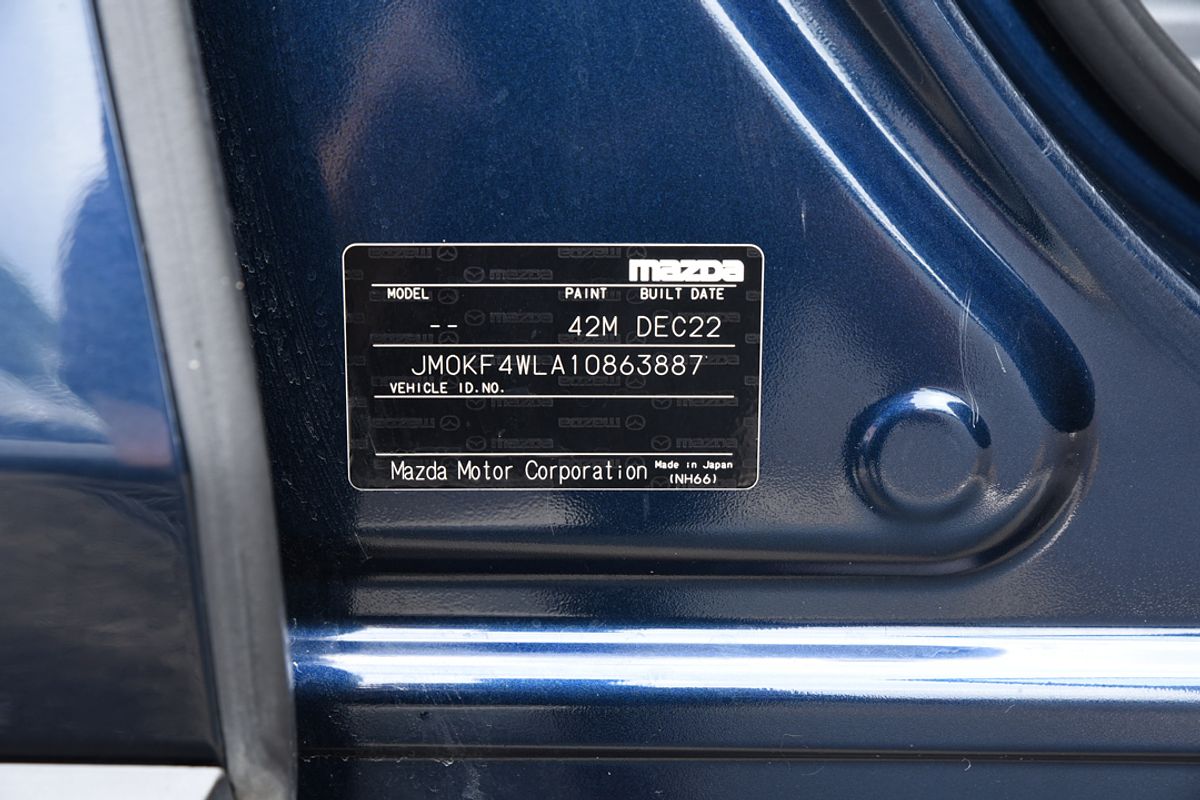 mazda
MODEL PAINT BUILT DATE
-- 42M DEC22
JM0KF4WLA10863887
VEHICLE ID.NO.
Mazda Motor Corporation Made in Japan
(NH66)